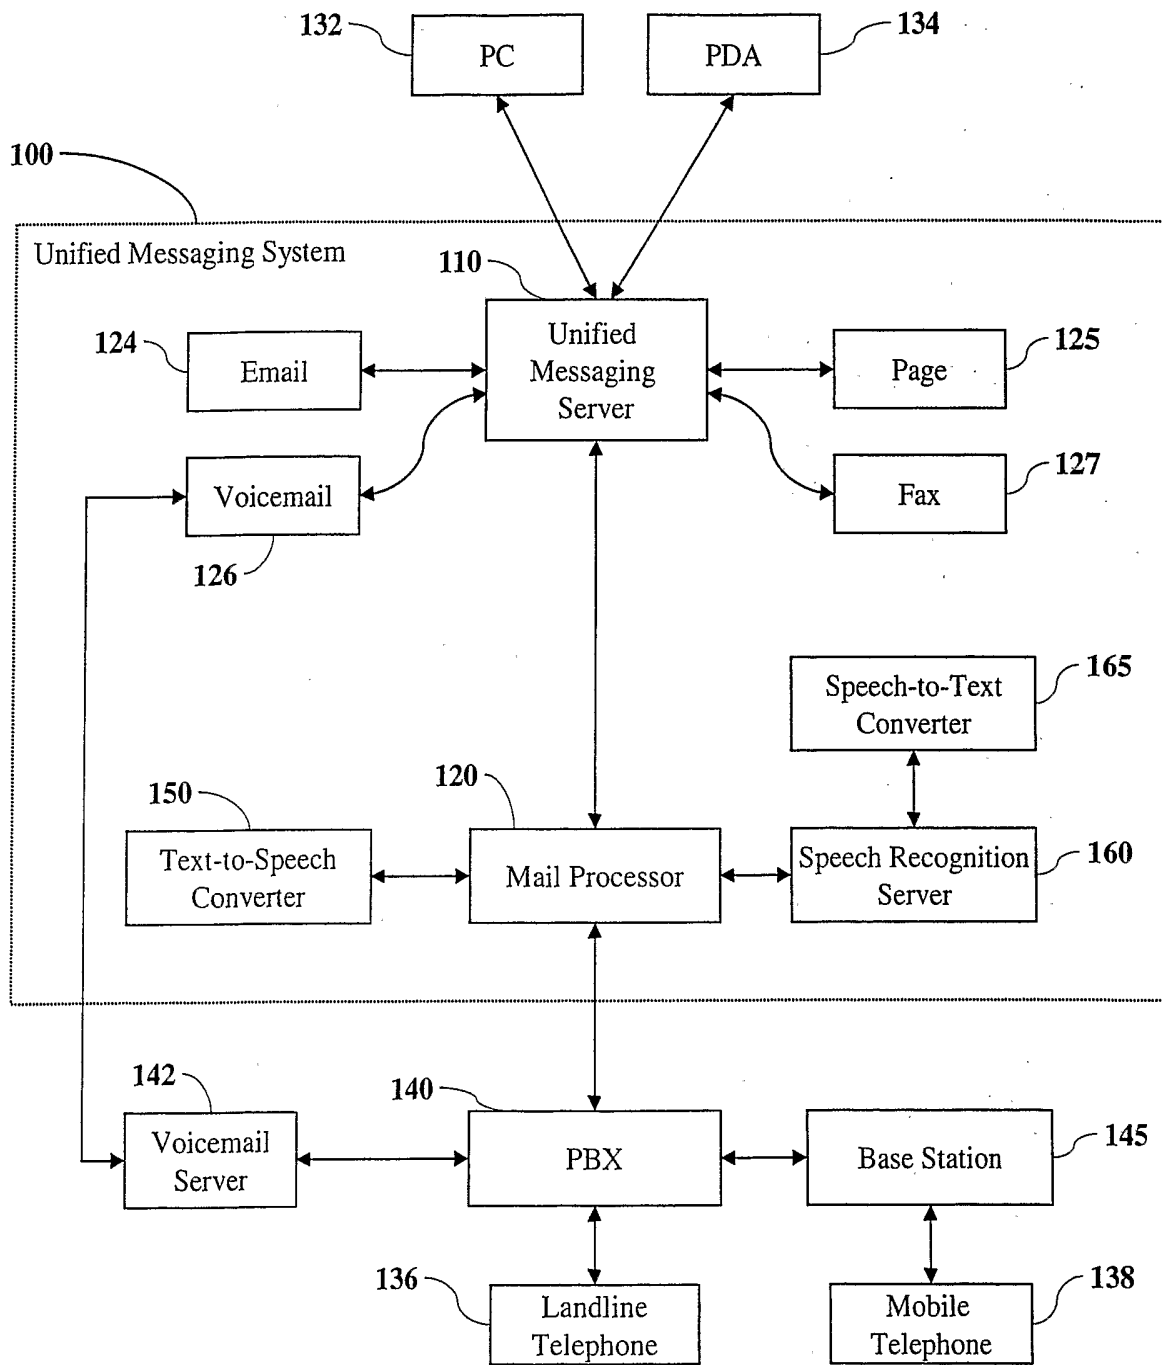 132
PC
PDA
134
100
Unified Messaging System
110
Unified
Messaging
Server
124
Email
Page
125
Voicemail
126
Fax
127
Speech-to-Text
Converter
165
150
Text-to-Speech
Converter
120
Mail Processor
Speech Recognition
Server
160
142
Voicemail
Server
140
PBX
Base Station
145
136
Landline
Telephone
Mobile
Telephone
138